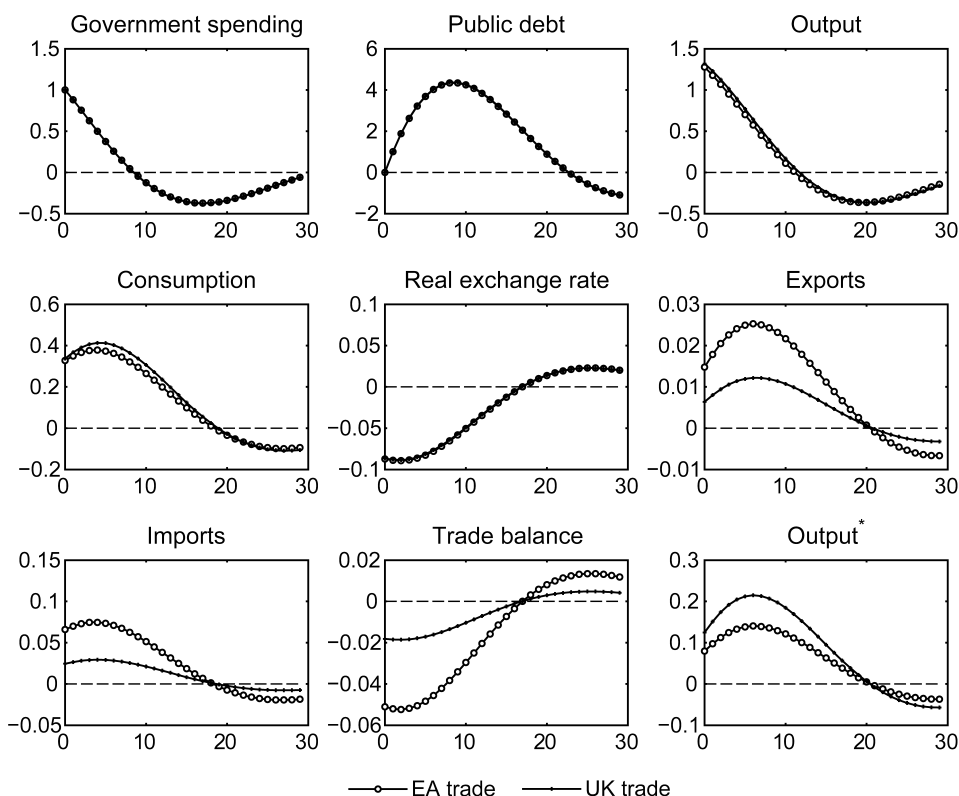 Government spending
Public debt
Output
1.5
1
0.5
0
−0.5
0 10 20 30
6
4
2
0
−2
0 10 20 30
1.5
1
0.5
0
−0.5
0 10 20 30
Consumption
Real exchange rate
Exports
0.6
0.4
0.2
0
−0.2
0 10 20 30
0.1
0.05
0
−0.05
−0.1
0 10 20 30
0.03
0.02
0.01
0
−0.01
0 10 20 30
Imports
Trade balance
Output*
0.15
0.1
0.05
0
−0.05
0 10 20 30
0.02
0
−0.02
−0.04
−0.06
0 10 20 30
0.3
0.2
0.1
0
−0.1
0 10 20 30
EA trade
UK trade